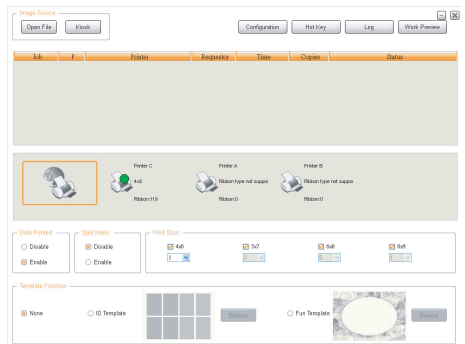 Image Source
Open File Kiosk Configuration Hot Key Log Work Preview
Job P Printer Requestor Time Copies Status
Printer C Printer A Printer B
4x6 Ribbon type not suppor Ribbon type not suppor
Ribbon:119 Ribbon:0 Ribbon:0
Date Printed Split Index Print Size
Disable Disable 4x6 5x7 6x8 6x9
1 1 0 1
Enable Enable
Template Function
None ID Template Browse Fun Template Browse